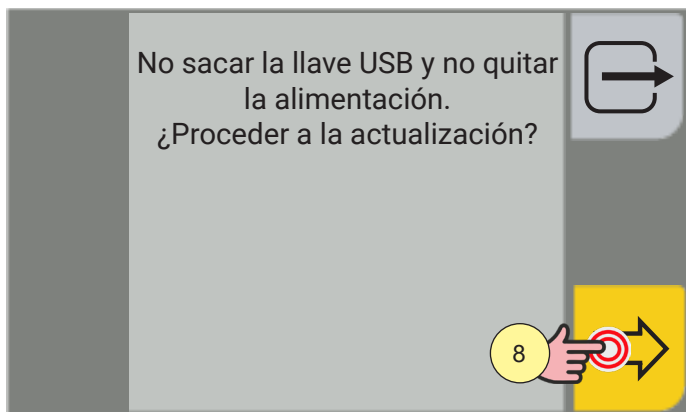 No sacar la llave USB y no quitar
la alimentación.
¿Proceder a la actualización?
8